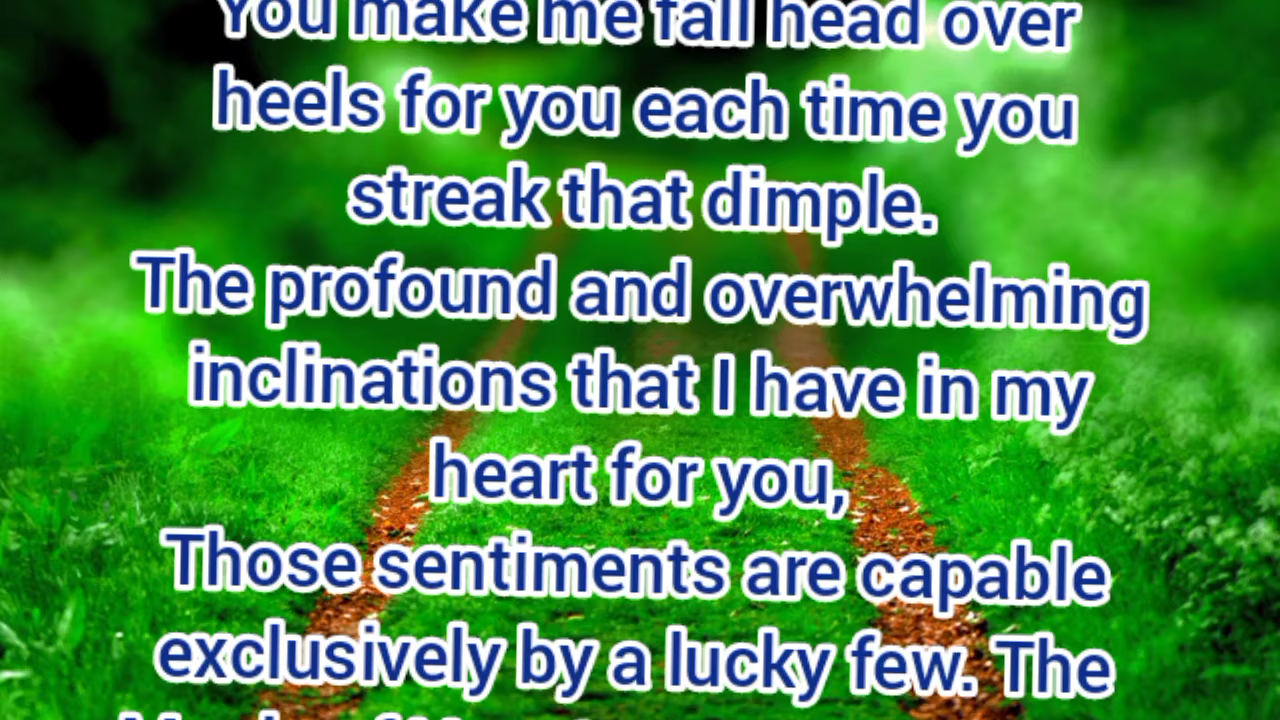 You make me fall head over
heels for you each time you
streak that dimple.
The profound and overwhelming
inclinations that I have in my
heart for you,
Those sentiments are capable
exclusively by a lucky few. The